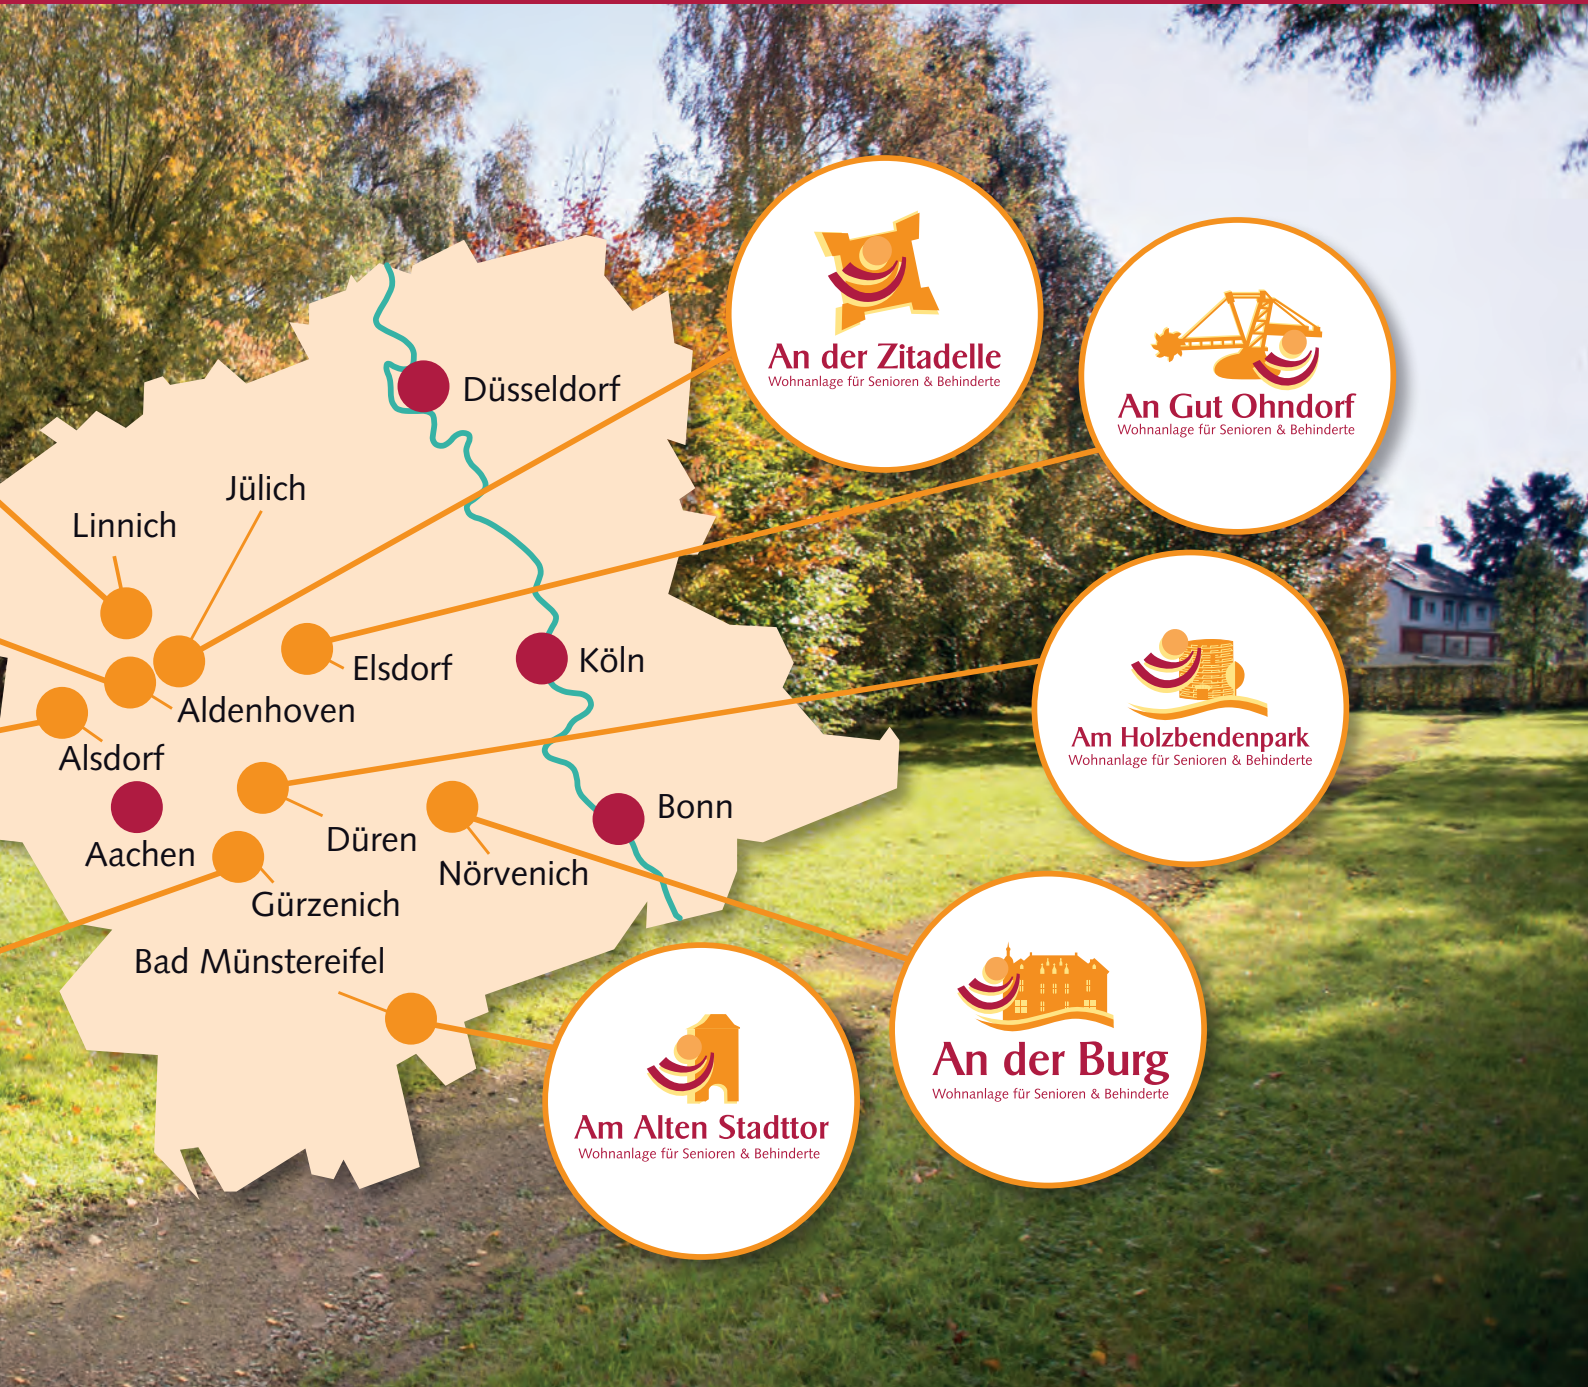 Düsseldorf
Jülich
Linnich
Elsdorf
Köln
Aldenhoven
Alsdorf
Aachen
Düren
Bonn
Nörvenich
Gürzenich
Bad Münstereifel
An der Zitadelle
Wohnanlage für Senioren & Behinderte
An Gut Ohndorf
Wohnanlage für Senioren & Behinderte
Am Holzbendenpark
Wohnanlage für Senioren & Behinderte
An der Burg
Wohnanlage für Senioren & Behinderte
Am Alten Stadttor
Wohnanlage für Senioren & Behinderte